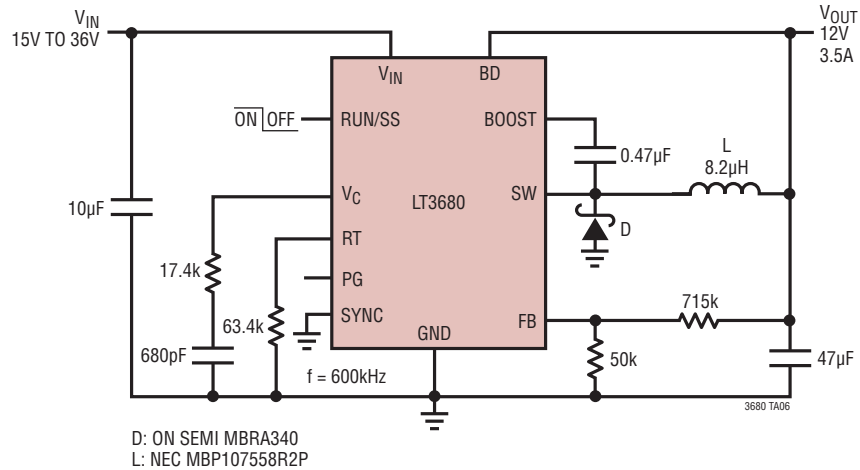 VIN
15V TO 36V
VOUT
12V
3.5A
VIN
BD
ON OFF
RUN/SS
BOOST
0.47µF
L
8.2µH
10µF
VC
LT3680
SW
RT
D
17.4k
PG
715k
63.4k
SYNC
FB
GND
680pF
f = 600kHz
50k
47µF
3680 TA06
D: ON SEMI MBRA340
L: NEC MBP107558R2P